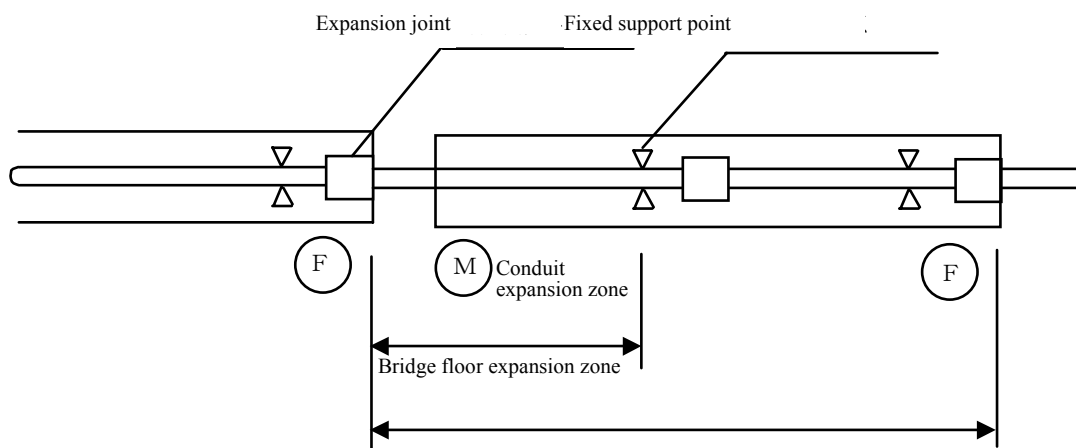 Expansion joint
Fixed support point
F
M
Conduit
expansion zone
F
Bridge floor expansion zone